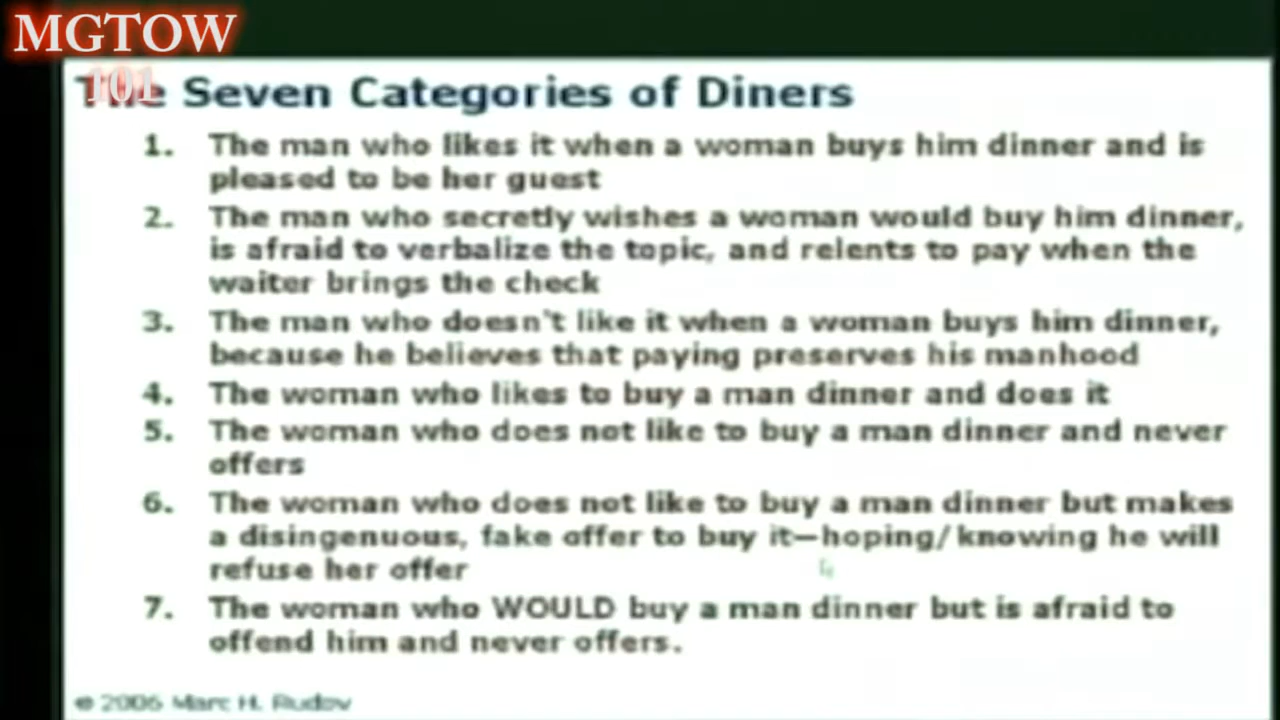 MGTOW
101
The Seven Categories of Diners
1. The man who likes it when a woman buys him dinner and is
pleased to be her guest
2. The man who secretly wishes a woman would buy him dinner,
is afraid to verbalize the topic, and relents to pay when the
waiter brings the check
3. The man who doesn't like it when a woman buys him dinner,
because he believes that paying preserves his manhood
4. The woman who likes to buy a man dinner and does it
5. The woman who does not like to buy a man dinner and never
offers
6. The woman who does not like to buy a man dinner but makes
a disingenuous, fake offer to buy it—hoping/knowing he will
refuse her offer
7. The woman who WOULD buy a man dinner but is afraid to
offend him and never offers.
© 2006 Marc H. Rudov